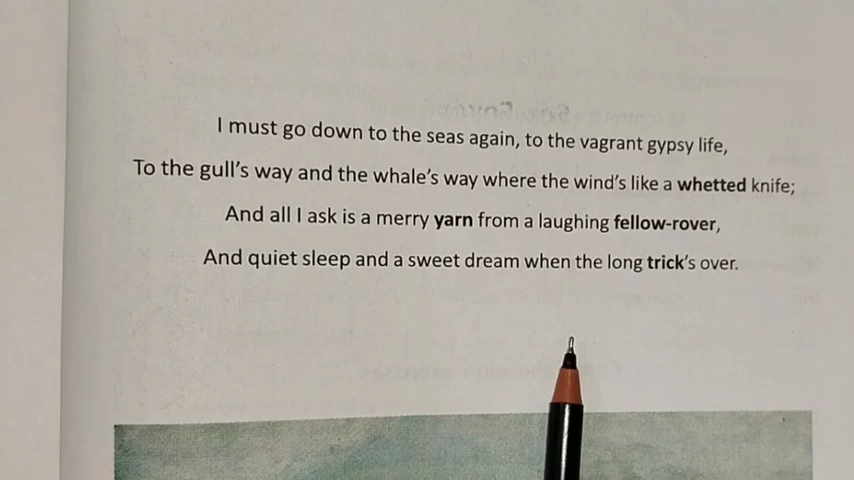 I must go down to the seas again, to the vagrant gypsy life,
To the gull's way and the whale's way where the wind's like a whetted knife;
And all I ask is a merry yarn from a laughing fellow-rover,
And quiet sleep and a sweet dream when the long trick's over.